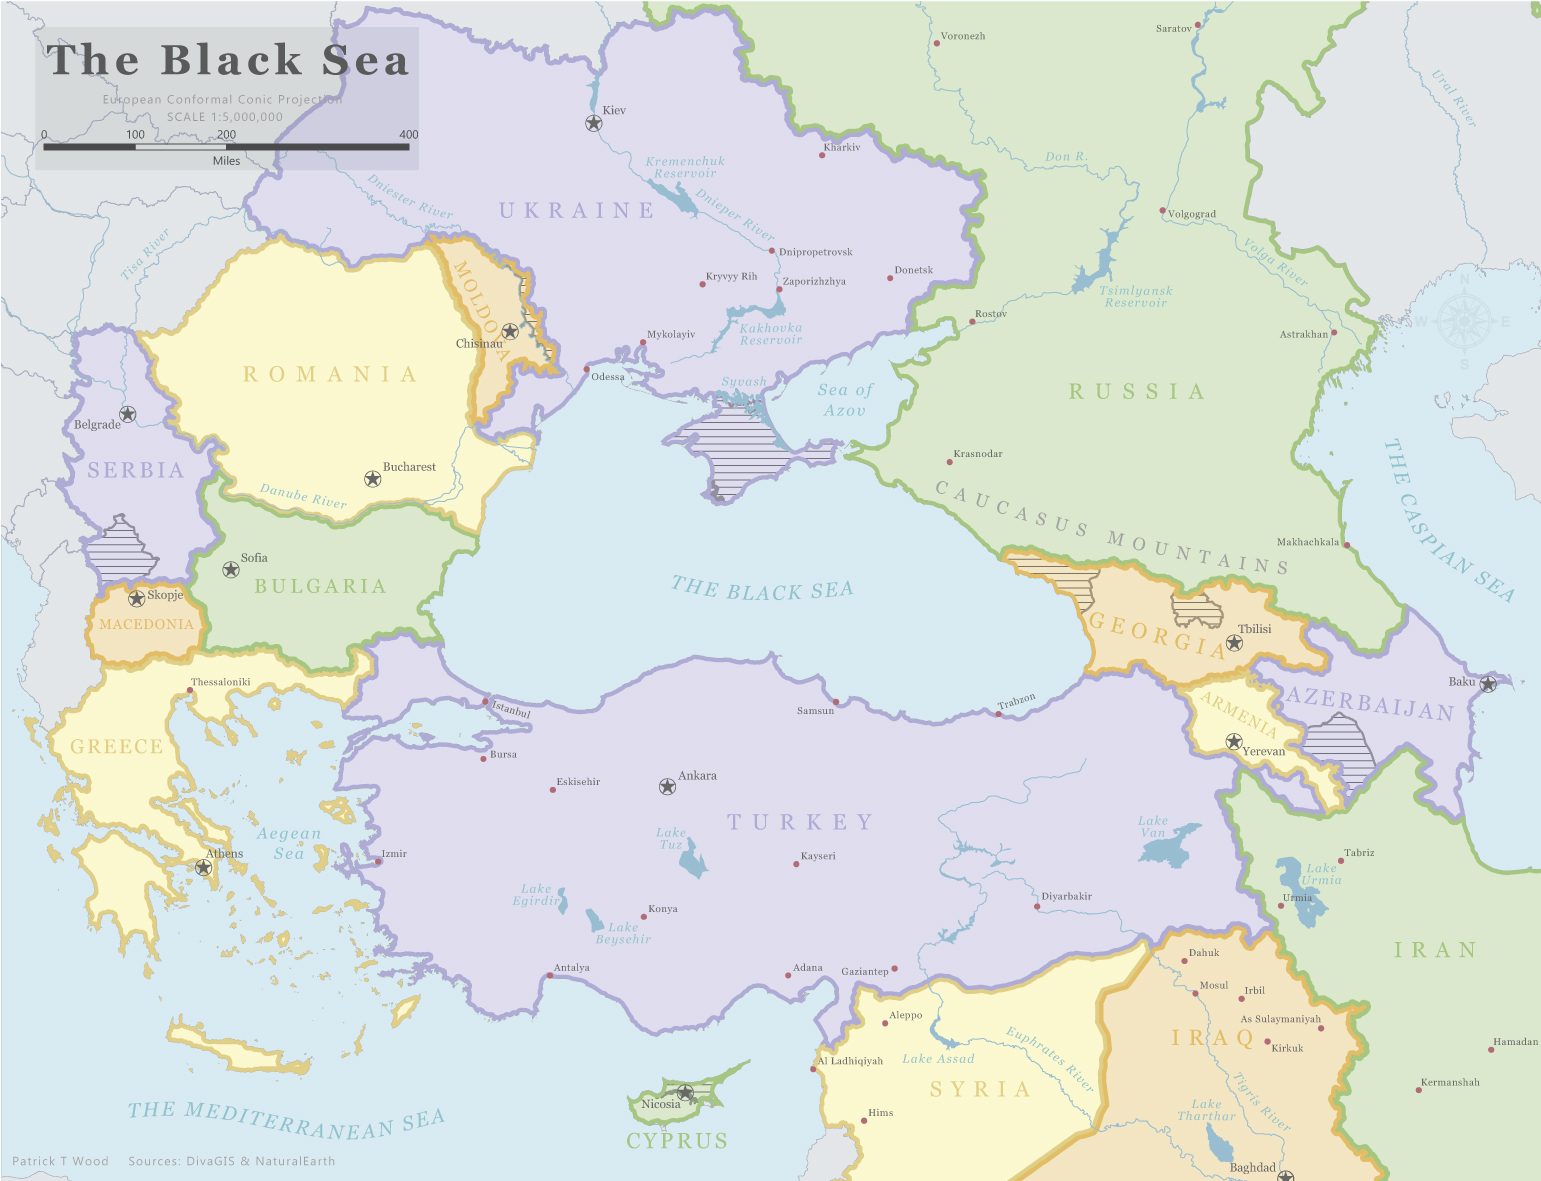 The Black Sea
European Conformal Conic Projection
SCALE 1:5,000,000
0 100 200 400
Miles
Saratov
Voronezh
Ural River
Kiev
Kharkiv
Kremenchuk
Reservoir
Don R.
Dniester River
Dnieper River
UKRAINE
Volgograd
Tisa River
Volga River
Dnipropetrovsk
MOLDOVA
Kryvyy Rih
Zaporizhzhya
Donetsk
Tsimlyansk
Reservoir
N
W E
S
Rostov
Astrakhan
Chisinau
Mykolayiv
Kakhovka
Reservoir
ROMANIA
Odessa
Syvash
Sea of
Azov
RUSSIA
Belgrade
SERBIA
Bucharest
Krasnodar
THE CASPIAN SEA
Danube River
CAUCASUS MOUNTAINS
Makhachkala
Sofia
BULGARIA
THE BLACK SEA
Skopje
MACEDONIA
GEORGIA
Tbilisi
Thessaloniki
Baku
Istanbul
Samsun
Trabzon
ARMENIA
AZERBAIJAN
GREECE
Bursa
Yerevan
Eskisehir
Ankara
TURKEY
Aegean
Sea
Lake
Tuz
Lake
Van
Athens
Izmir
Kayseri
Tabriz
Lake
Urmia
Lake
Egirdir
Konya
Diyarbakir
Urmia
Lake
Beysehir
IRAN
Dahuk
Antalya
Adana
Gaziantep
Mosul
Irbil
Aleppo
As Sulaymaniyah
IRAQ
Kirkuk
Hamadan
Al Ladhiqiyah
Lake Assad
Euphrates River
SYRIA
Kermanshah
Tigris River
Nicosia
Hims
Lake
Tharthar
THE MEDITERRANEAN SEA
CYPRUS
Patrick T Wood Sources: DivaGIS & NaturalEarth
Baghdad